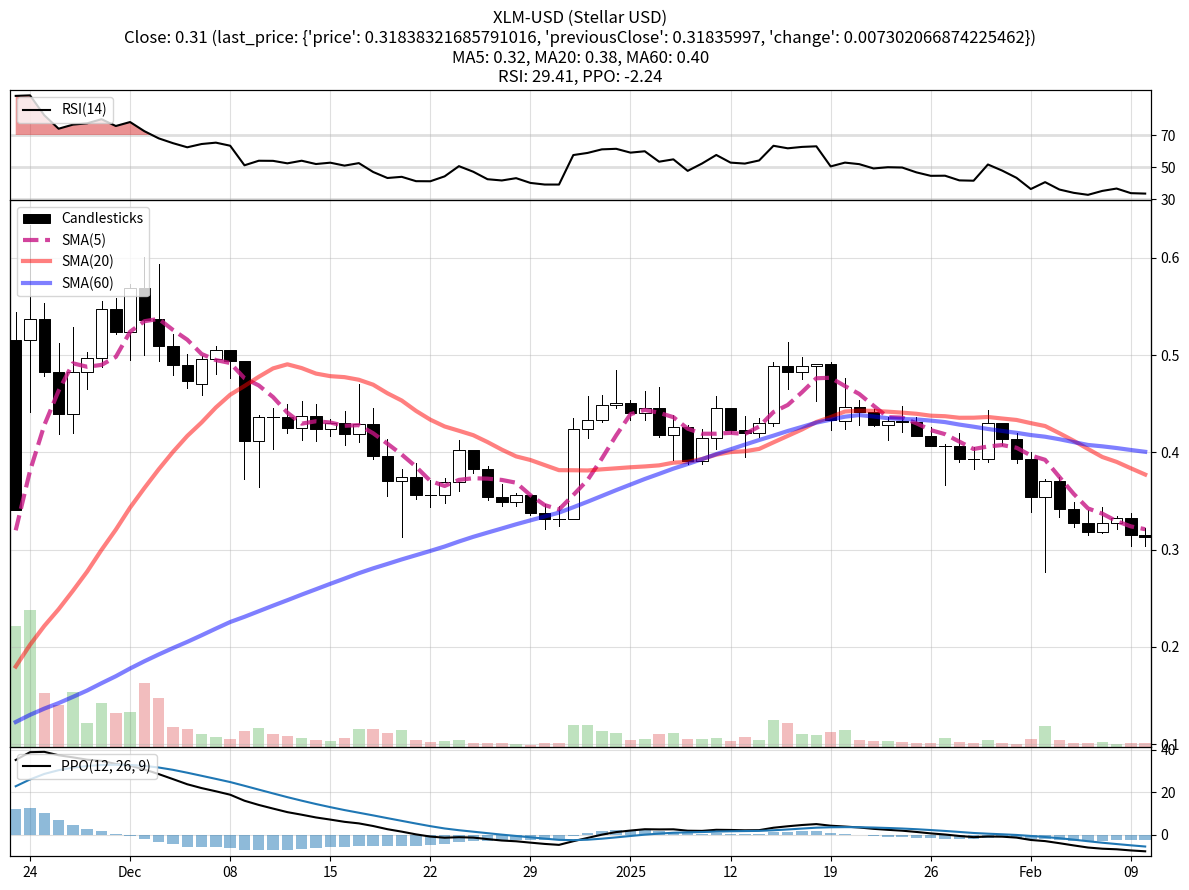 XLM-USD (Stellar USD)
Close: 0.31 (last_price: {'price': 0.31838321685791016, 'previousClose': 0.31835997, 'change': 0.007302066874225462})
MA5: 0.32, MA20: 0.38, MA60: 0.40
RSI: 29.41, PPO: -2.24
RSI(14)
70
50
30
Candlesticks
SMA(5)
SMA(20)
SMA(60)
0.6
0.5
0.4
0.3
0.2
0.1
40
PPO(12, 26, 9)
20
0
24 Dec 08 15 22 29 2025 12 19 26 Feb 09